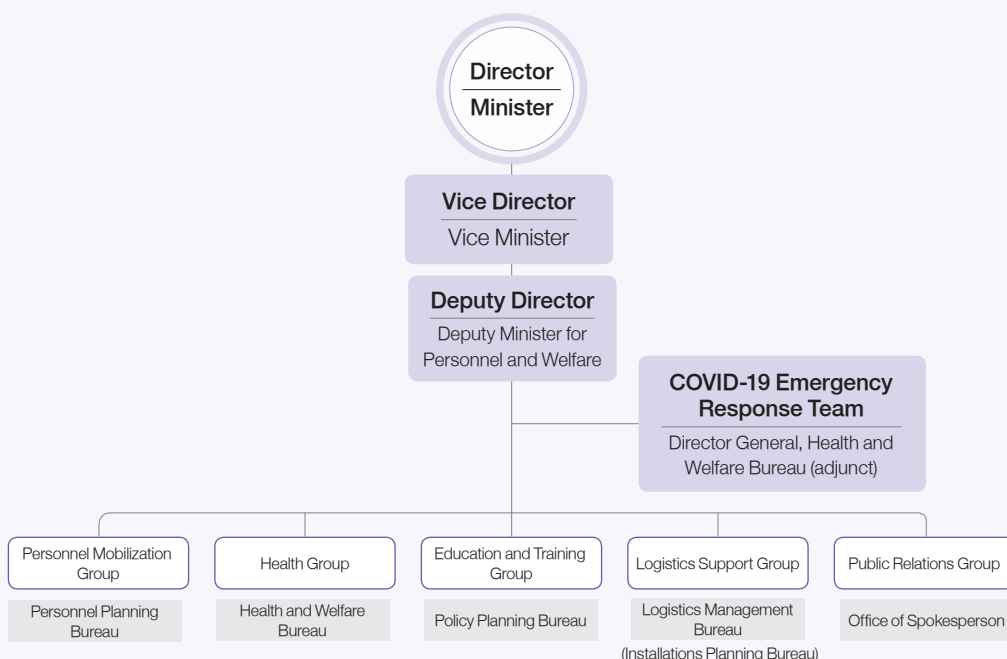 Director
Minister
Vice Director
Vice Minister
Deputy Director
Deputy Minister for
Personnel and Welfare
COVID-19 Emergency
Response Team
Director General, Health and
Welfare Bureau (adjunct)
Personnel Mobilization
Group
Personnel Planning
Bureau
Health Group
Health and Welfare
Bureau
Education and Training
Group
Policy Planning Bureau
Logistics Support Group
Logistics Management
Bureau
(Installations Planning Bureau)
Public Relations Group
Office of Spokesperson